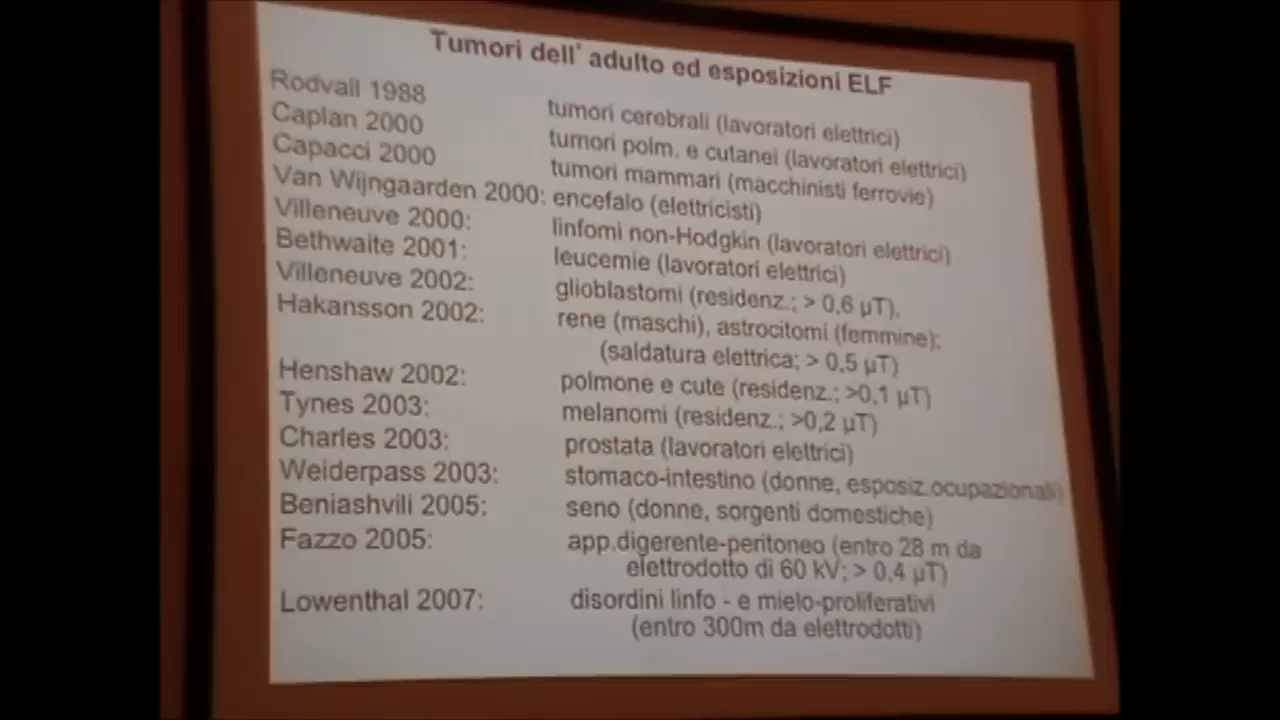 Tumori dell' adulto ed esposizioni ELF
Rodvall 1988 tumori cerebrali (lavoratori elettrici)
Caplan 2000 tumori polm. e cutanei (lavoratori elettrici)
Capacci 2000 tumori mammari (macchinisti ferrovie)
Van Wijngaarden 2000: encefalo (elettricisti)
Villeneuve 2000: linfomi non-Hodgkin (lavoratori elettrici)
Bethwaite 2001: leucemie (lavoratori elettrici)
Villeneuve 2002: glioblastomi (residenz.; > 0,6 µT),
Hakansson 2002: rene (maschi), astrocitomi (femmine);
(saldatura elettrica; > 0,5 µT)
Henshaw 2002: polmone e cute (residenz.; >0,1 µT)
Tynes 2003: melanomi (residenz.; >0,2 µT)
Charles 2003: prostata (lavoratori elettrici)
Weiderpass 2003: stomaco-intestino (donne, esposiz.ocupazionali)
Beniashvili 2005: seno (donne, sorgenti domestiche)
Fazzo 2005: app.digerente-peritoneo (entro 28 m da
elettrodotto di 60 kV; > 0,4 µT)
Lowenthal 2007: disordini linfo - e mielo-proliferativi
(entro 300m da elettrodotti)